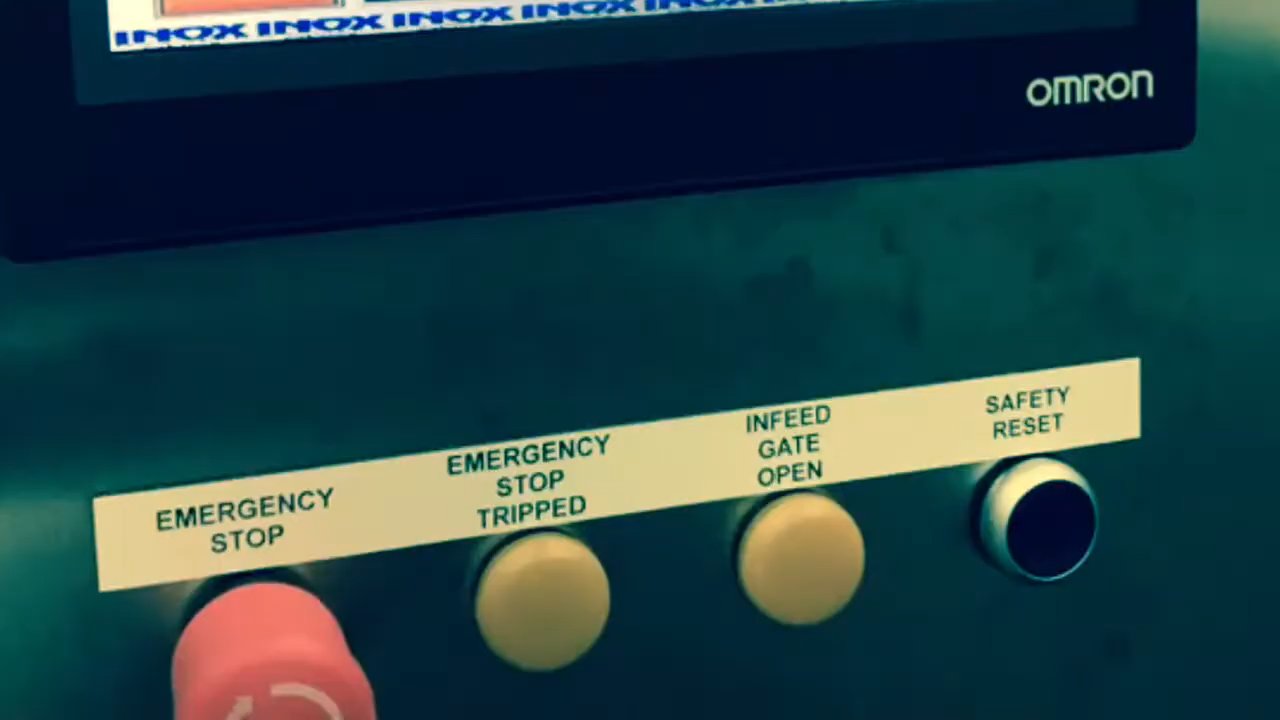 INOX INOX INOX INOX INOX
OMRON
EMERGENCY
STOP
EMERGENCY
STOP
TRIPPED
INFEED
GATE
OPEN
SAFETY
RESET